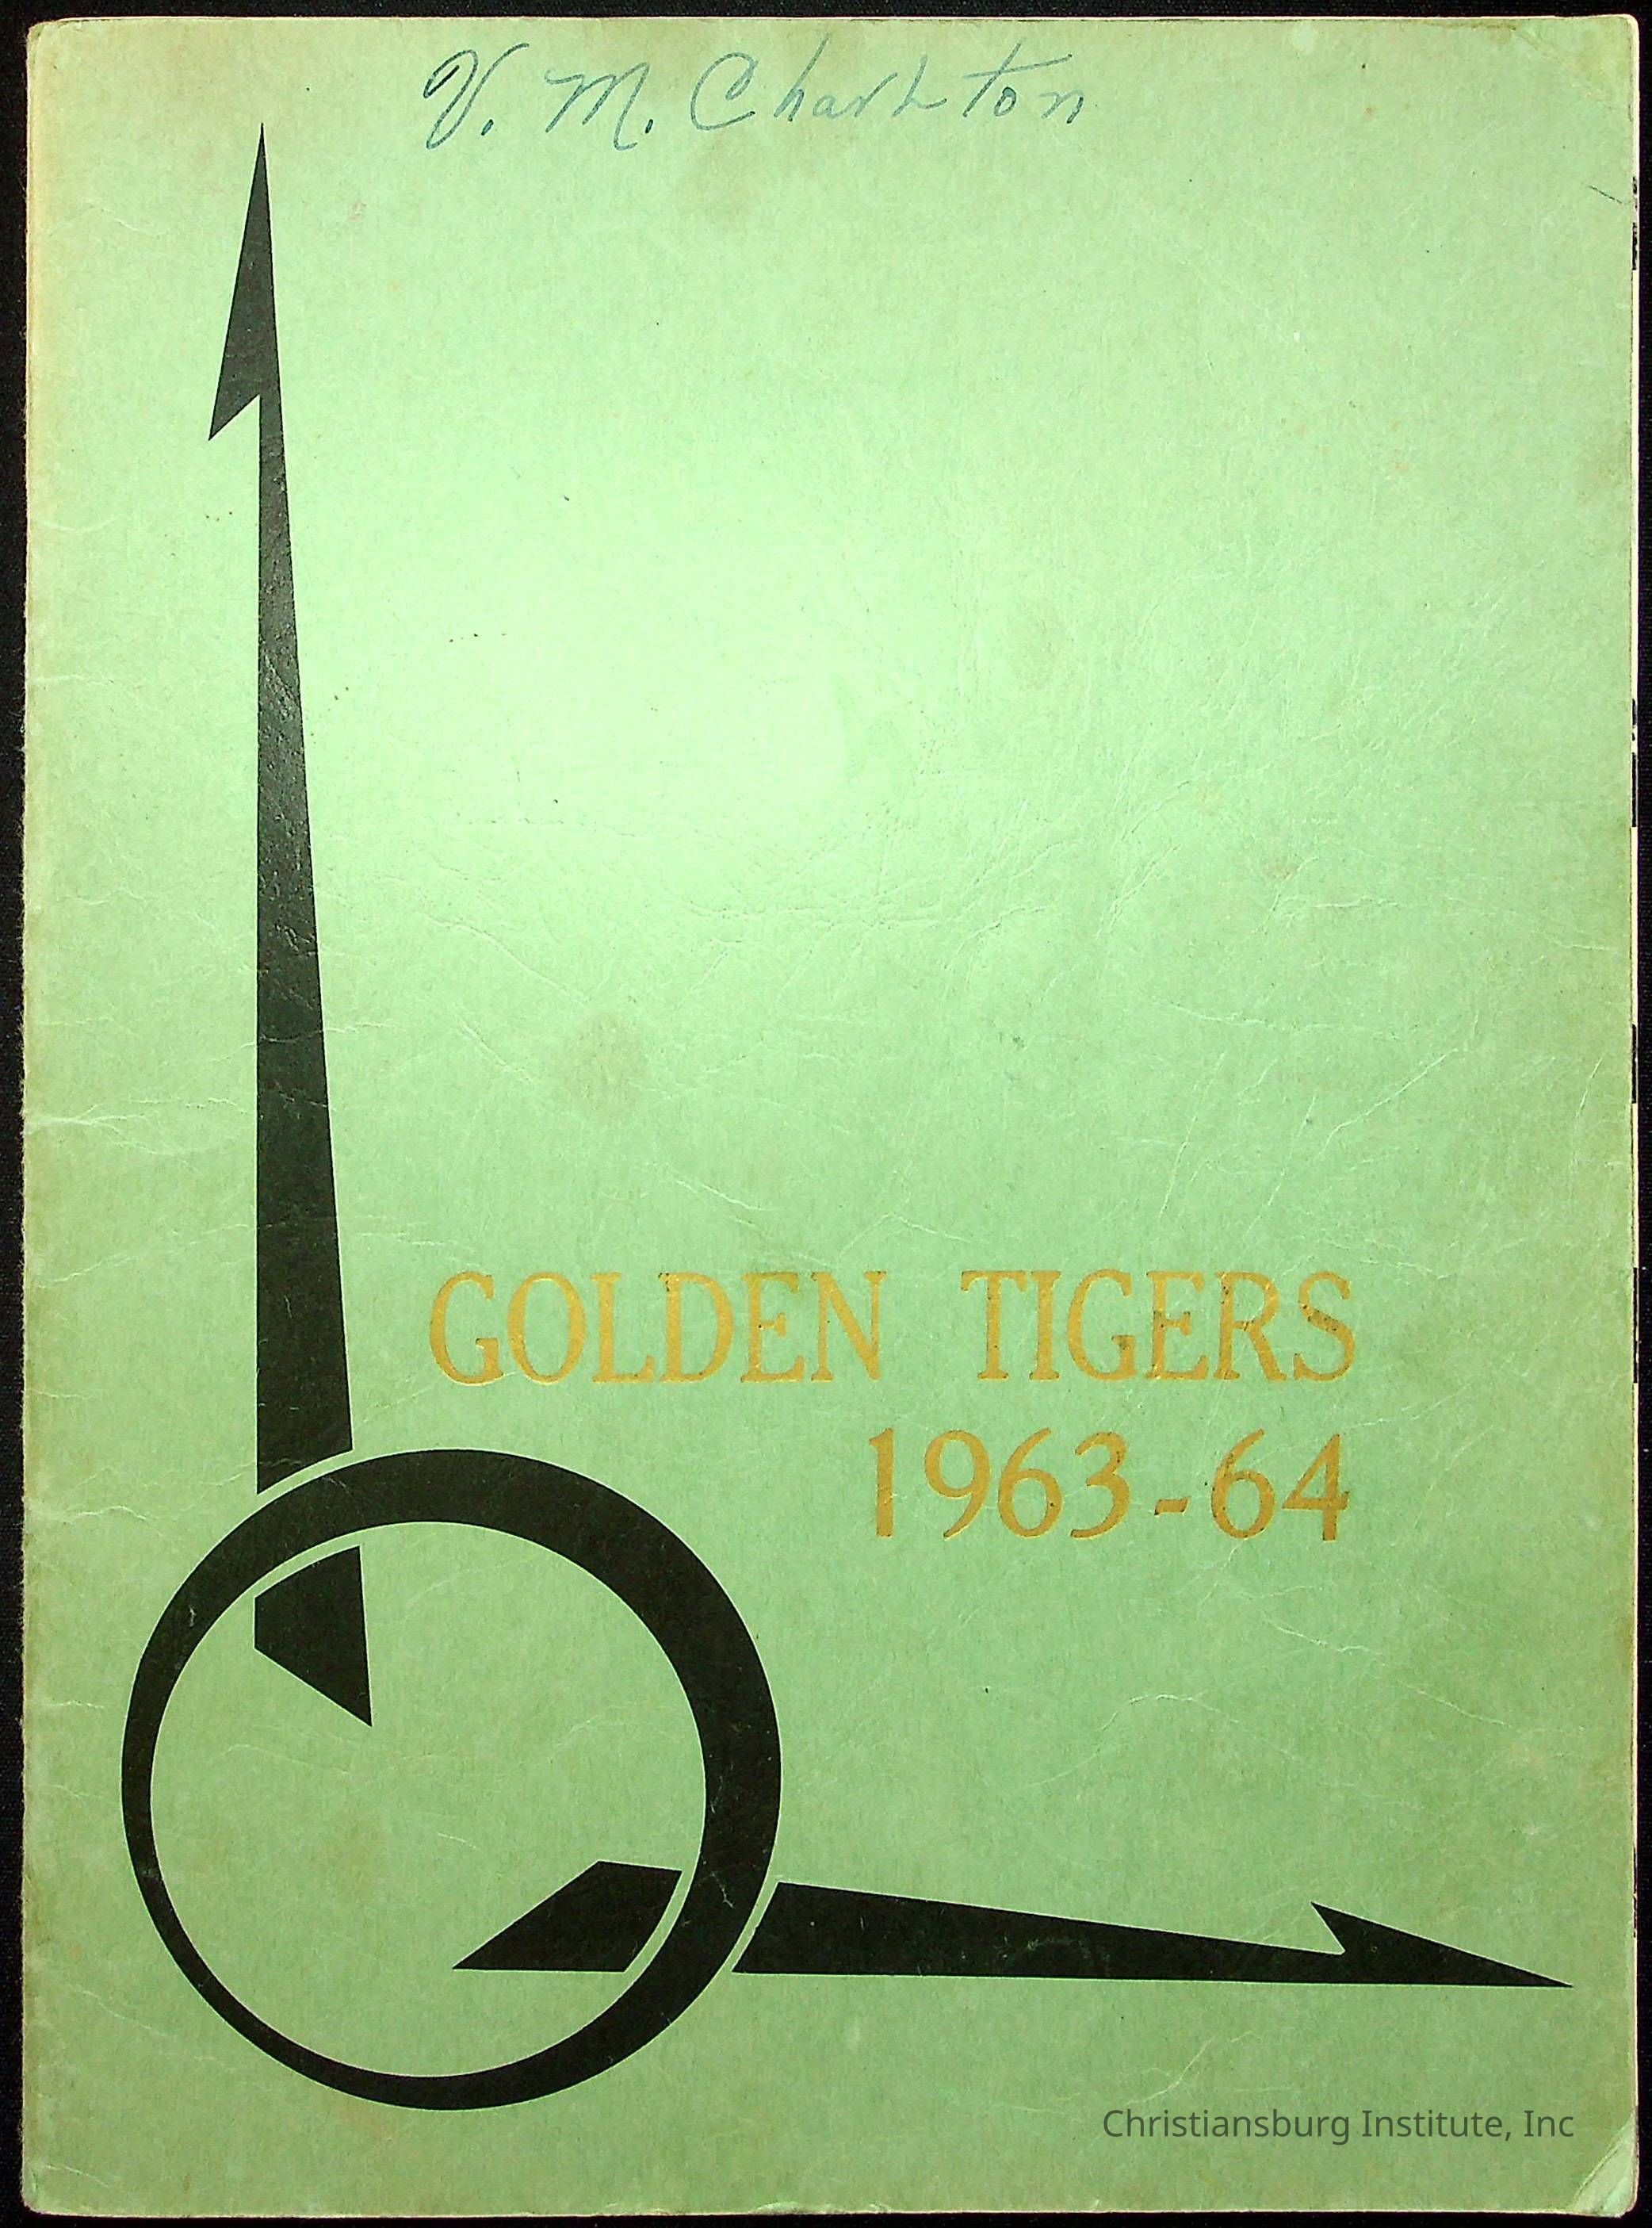 V. M. Charlton
GOLDEN TIGERS
1963-64
Christiansburg Institute, Inc